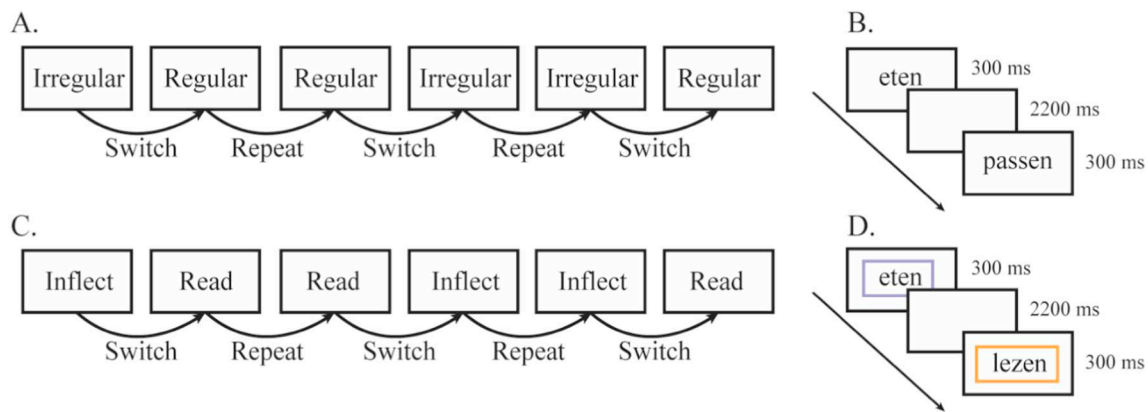 A.
Irregular Regular Regular Irregular Irregular Regular
Switch Repeat Switch Repeat Switch
B.
eten 300 ms
2200 ms
passen 300 ms
C.
Inflect Read Read Inflect Inflect Read
Switch Repeat Switch Repeat Switch
D.
eten 300 ms
2200 ms
lezen 300 ms